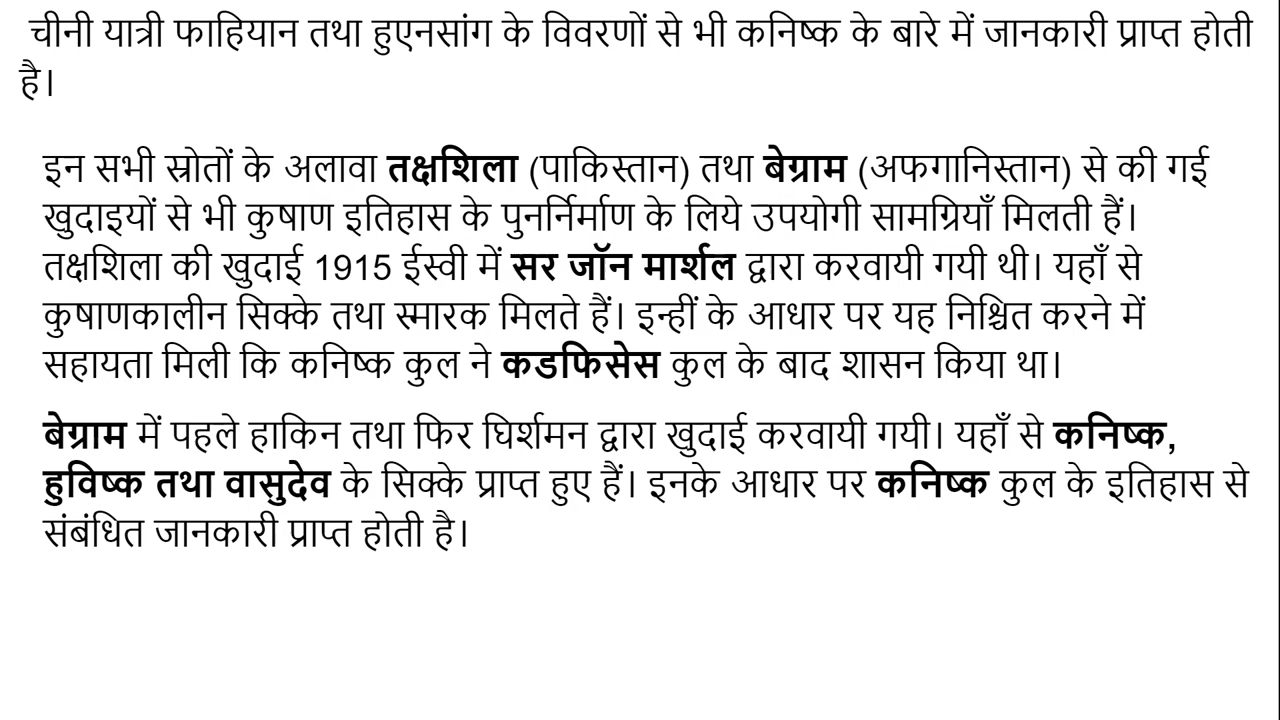 चीनी यात्री फाहियान तथा हुएनसांग के विवरणों से भी कनिष्क के बारे में जानकारी प्राप्त होती
है।
इन सभी स्रोतों के अलावा तक्षशिला (पाकिस्तान) तथा बेग्राम (अफगानिस्तान) से की गई
खुदाइयों से भी कुषाण इतिहास के पुनर्निर्माण के लिये उपयोगी सामग्रियाँ मिलती हैं।
तक्षशिला की खुदाई 1915 ईस्वी में सर जॉन मार्शल द्वारा करवायी गयी थी। यहाँ से
कुषाणकालीन सिक्के तथा स्मारक मिलते हैं। इन्हीं के आधार पर यह निश्चित करने में
सहायता मिली कि कनिष्क कुल ने कडफिसेस कुल के बाद शासन किया था।
बेग्राम में पहले हाकिन तथा फिर घिर्शमन द्वारा खुदाई करवायी गयी। यहाँ से कनिष्क,
हुविष्क तथा वासुदेव के सिक्के प्राप्त हुए हैं। इनके आधार पर कनिष्क कुल के इतिहास से
संबंधित जानकारी प्राप्त होती है।